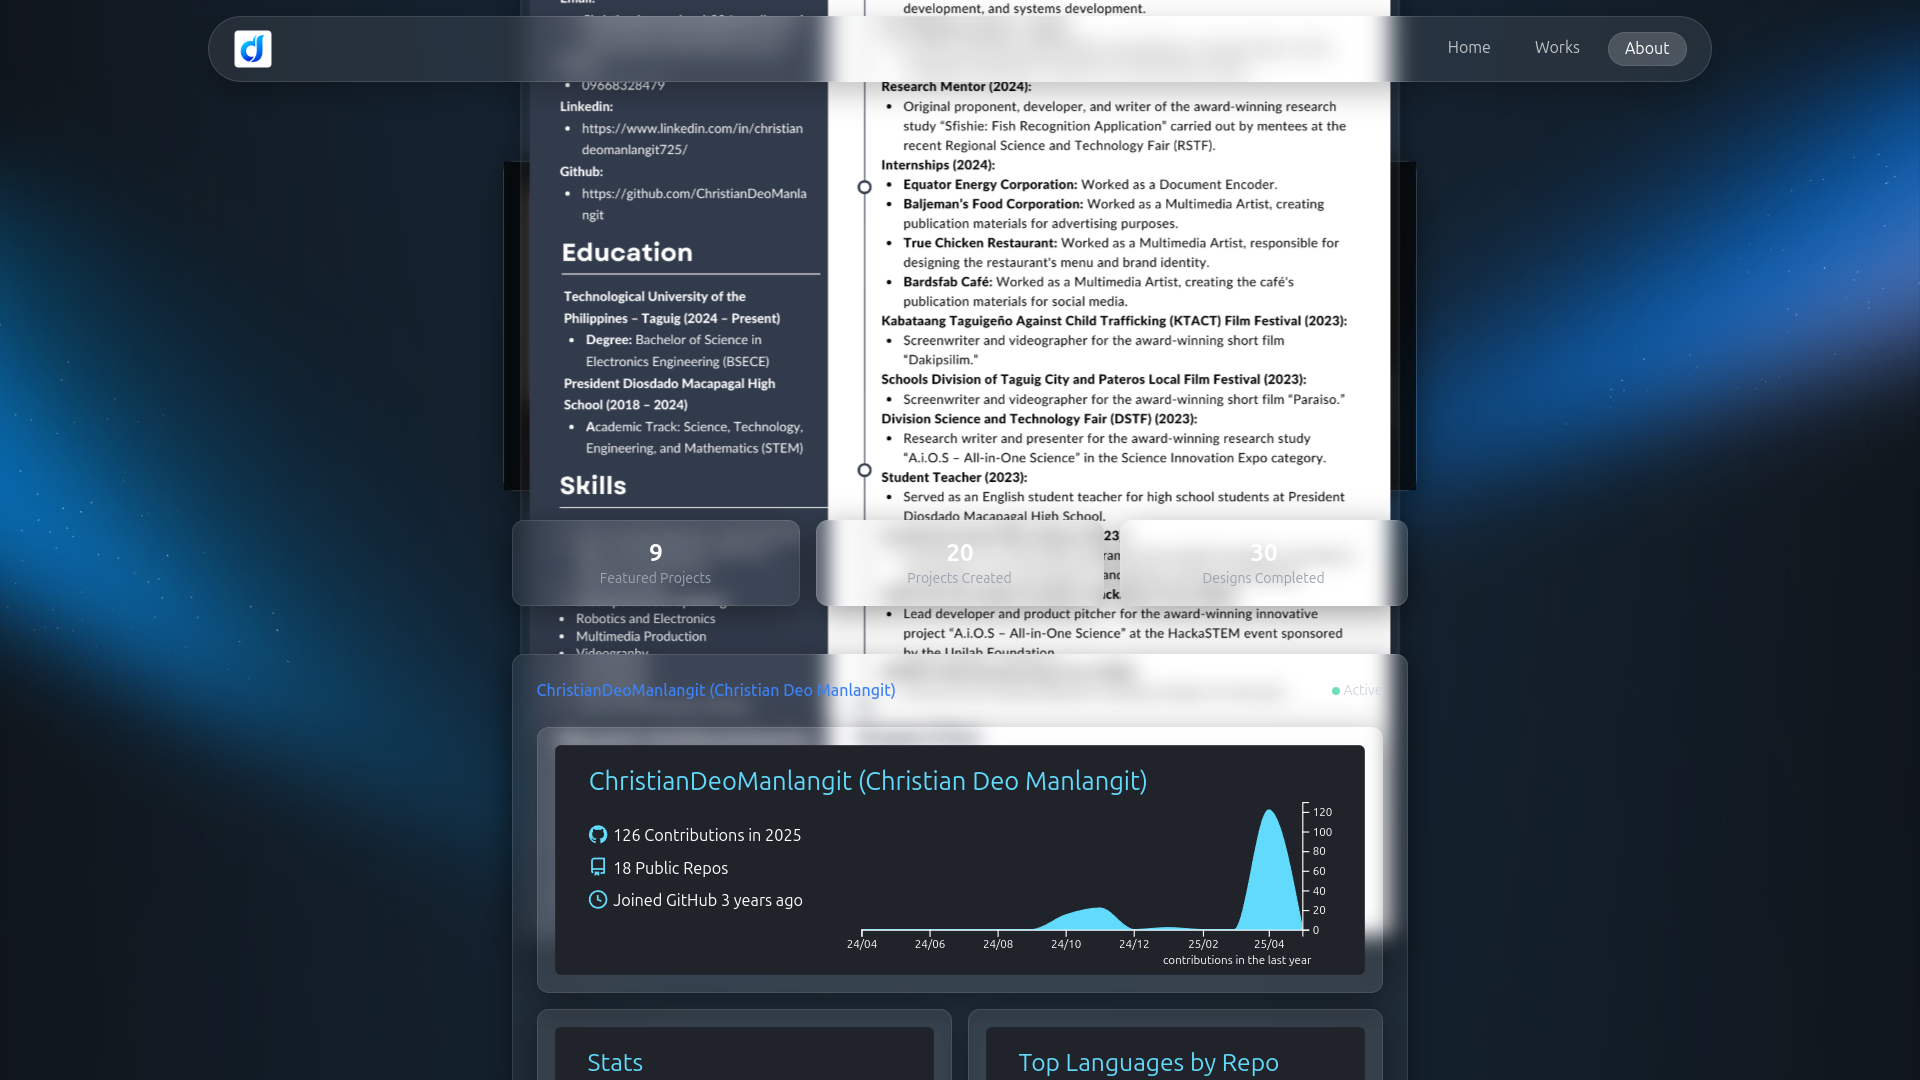 Home
Works
About
development, and systems development.
09668328479
Linkedin:
https://www.linkedin.com/in/christian
deomanlangit725/
Github:
https://github.com/ChristianDeoManla
ngit
Education
Technological University of the
Philippines – Taguig (2024 – Present)
Degree: Bachelor of Science in
Electronics Engineering (BSECE)
President Diosdado Macapagal High
School (2018 – 2024)
Academic Track: Science, Technology,
Engineering, and Mathematics (STEM)
Skills
Robotics and Electronics
Multimedia Production
Videography
Research Mentor (2024):
Original proponent, developer, and writer of the award-winning research
study “Sfishie: Fish Recognition Application” carried out by mentees at the
recent Regional Science and Technology Fair (RSTF).
Internships (2024):
Equator Energy Corporation: Worked as a Document Encoder.
Baljeman’s Food Corporation: Worked as a Multimedia Artist, creating
publication materials for advertising purposes.
True Chicken Restaurant: Worked as a Multimedia Artist, responsible for
designing the restaurant's menu and brand identity.
Bardsfab Café: Worked as a Multimedia Artist, creating the café's
publication materials for social media.
Kabataang Taguigeño Against Child Trafficking (KTACT) Film Festival (2023):
Screenwriter and videographer for the award-winning short film
“Dakipsilim.”
Schools Division of Taguig City and Pateros Local Film Festival (2023):
Screenwriter and videographer for the award-winning short film “Paraiso.”
Division Science and Technology Fair (DSTF) (2023):
Research writer and presenter for the award-winning research study
“A.i.O.S – All-in-One Science” in the Science Innovation Expo category.
Student Teacher (2023):
Served as an English student teacher for high school students at President
Diosdado Macapagal High School.
Lead developer and product pitcher for the award-winning innovative
project “A.i.O.S – All-in-One Science” at the HackaSTEM event sponsored
by the Unilab Foundation.
9
Featured Projects
20
Projects Created
30
Designs Completed
ChristianDeoManlangit (Christian Deo Manlangit)
Active
ChristianDeoManlangit (Christian Deo Manlangit)
126 Contributions in 2025
18 Public Repos
Joined GitHub 3 years ago
120
100
80
60
40
20
0
24/04 24/06 24/08 24/10 24/12 25/02 25/04
contributions in the last year
Stats
Top Languages by Repo